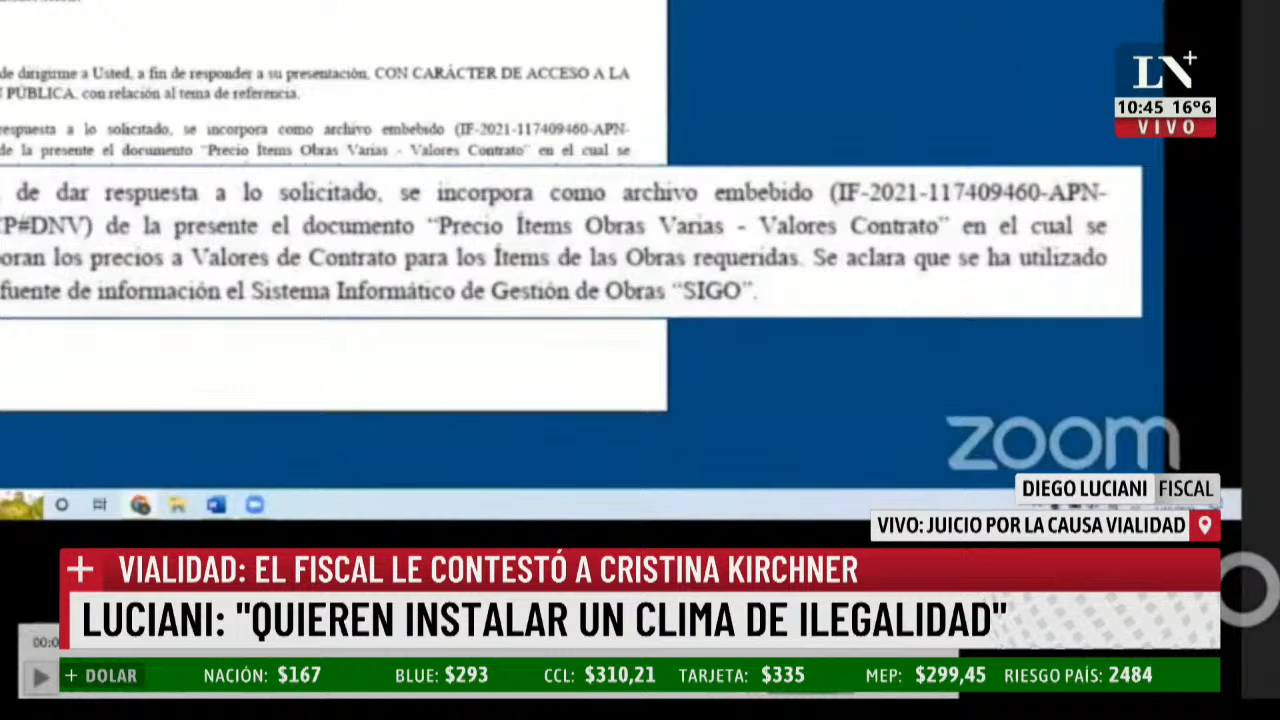 de dirigirme a Usted, a fin de responder a su presentación, CON CARÁCTER DE ACCESO A LA
PÚBLICA, con relación al tema de referencia.
respuesta a lo solicitado, se incorpora como archivo embebido (IF-2021-117409460-APN-
de la presente el documento "Precio Ítems Obras Varias - Valores Contrato" en el cual se
de dar respuesta a lo solicitado, se incorpora como archivo embebido (IF-2021-117409460-APN-
P#DNV) de la presente el documento “Precio Ítems Obras Varias - Valores Contrato” en el cual se
oran los precios a Valores de Contrato para los Ítems de las Obras requeridas. Se aclara que se ha utilizado
fuente de información el Sistema Informático de Gestión de Obras “SIGO”.
LN+
10:45 16°6
VIVO
zoom
DIEGO LUCIANI FISCAL
VIVO: JUICIO POR LA CAUSA VIALIDAD
+ VIALIDAD: EL FISCAL LE CONTESTÓ A CRISTINA KIRCHNER
LUCIANI: "QUIEREN INSTALAR UN CLIMA DE ILEGALIDAD"
+ DOLAR NACIÓN: $167 BLUE: $293 CCL: $310,21 TARJETA: $335 MEP: $299,45 RIESGO PAÍS: 2484